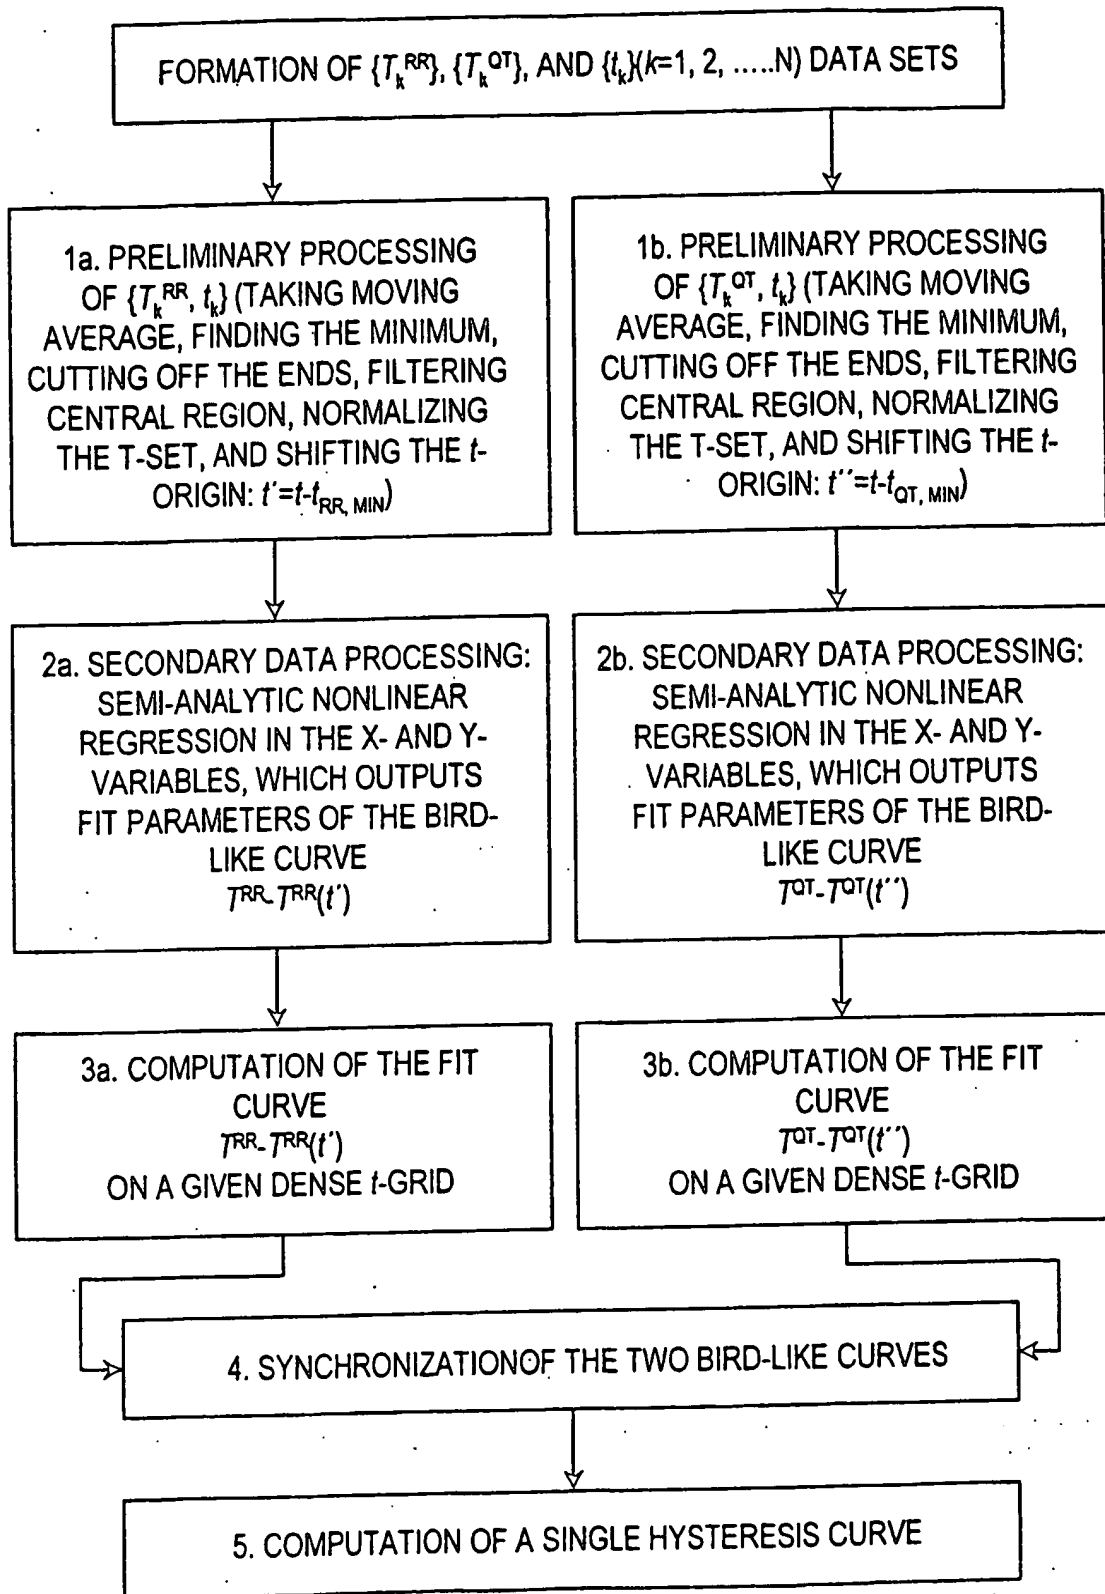 FORMATION OF {T_k^RR}, {T_k^QT}, AND {t_k}(k=1, 2, .....N) DATA SETS
1a. PRELIMINARY PROCESSING
OF {T_k^RR, t_k} (TAKING MOVING
AVERAGE, FINDING THE MINIMUM,
CUTTING OFF THE ENDS, FILTERING
CENTRAL REGION, NORMALIZING
THE T-SET, AND SHIFTING THE t-
ORIGIN: t'=t-t_RR, MIN)
1b. PRELIMINARY PROCESSING
OF {T_k^QT, t_k} (TAKING MOVING
AVERAGE, FINDING THE MINIMUM,
CUTTING OFF THE ENDS, FILTERING
CENTRAL REGION, NORMALIZING
THE T-SET, AND SHIFTING THE t-
ORIGIN: t''=t-t_QT, MIN)
2a. SECONDARY DATA PROCESSING:
SEMI-ANALYTIC NONLINEAR
REGRESSION IN THE X- AND Y-
VARIABLES, WHICH OUTPUTS
FIT PARAMETERS OF THE BIRD-
LIKE CURVE
T^RR-T^RR(t')
2b. SECONDARY DATA PROCESSING:
SEMI-ANALYTIC NONLINEAR
REGRESSION IN THE X- AND Y-
VARIABLES, WHICH OUTPUTS
FIT PARAMETERS OF THE BIRD-
LIKE CURVE
T^QT-T^QT(t'')
3a. COMPUTATION OF THE FIT
CURVE
T^RR-T^RR(t')
ON A GIVEN DENSE t-GRID
3b. COMPUTATION OF THE FIT
CURVE
T^QT-T^QT(t'')
ON A GIVEN DENSE t-GRID
4. SYNCHRONIZATIONOF THE TWO BIRD-LIKE CURVES
5. COMPUTATION OF A SINGLE HYSTERESIS CURVE